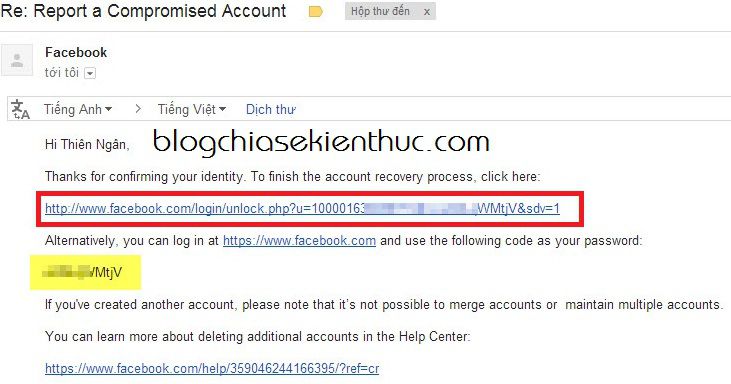 Re: Report a Compromised Account Hộp thư đến x
Facebook
tới tôi
Tiếng Anh > Tiếng Việt Dịch thư
Hi Thiên Ngân,
blogchiasekienthuc.com
Thanks for confirming your identity. To finish the account recovery process, click here:
http://www.facebook.com/login/unlock.php?u=10000163 WMtjV&sdv=1
Alternatively, you can log in at https://www.facebook.com and use the following code as your password:
WMtjV
If you've created another account, please note that it's not possible to merge accounts or maintain multiple accounts.
You can learn more about deleting additional accounts in the Help Center:
https://www.facebook.com/help/359046244166395/?ref=cr